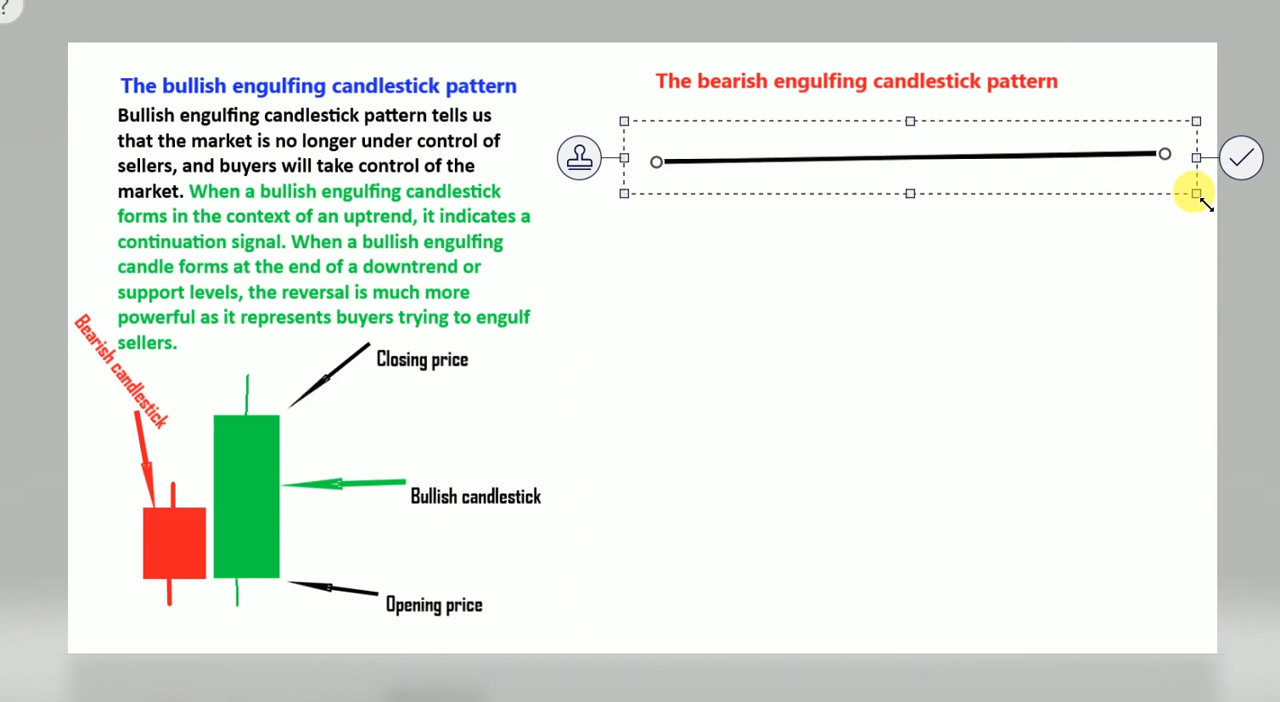 ?
The bullish engulfing candlestick pattern
Bullish engulfing candlestick pattern tells us
that the market is no longer under control of
sellers, and buyers will take control of the
market. When a bullish engulfing candlestick
forms in the context of an uptrend, it indicates a
continuation signal. When a bullish engulfing
candle forms at the end of a downtrend or
support levels, the reversal is much more
powerful as it represents buyers trying to engulf
sellers.
Bearish candlestick
Closing price
Bullish candlestick
Opening price
The bearish engulfing candlestick pattern